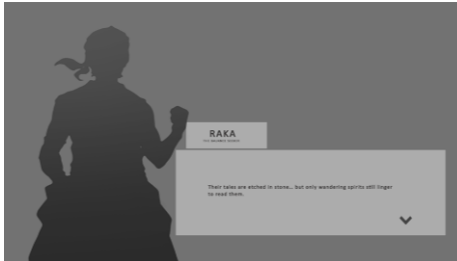 RAKA
Their tales are etched in stone... but only wandering spirits still linger
to read them.